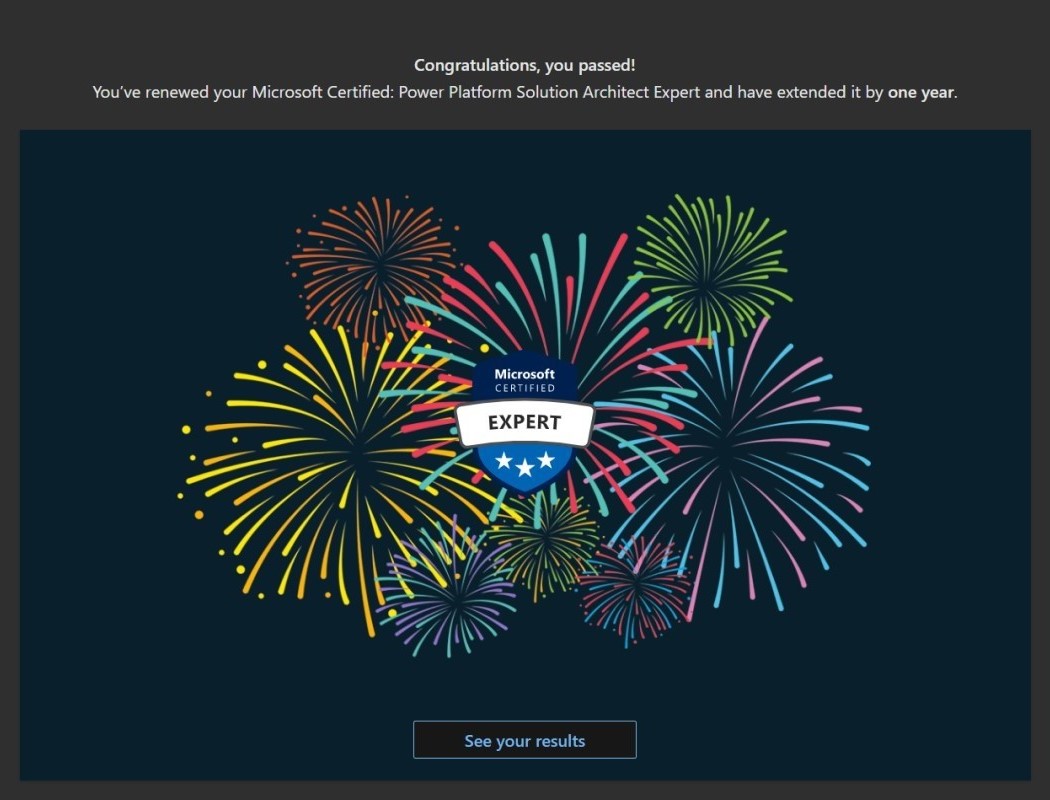 Congratulations, you passed!
You’ve renewed your Microsoft Certified: Power Platform Solution Architect Expert and have extended it by one year.
Microsoft
CERTIFIED
EXPERT
See your results